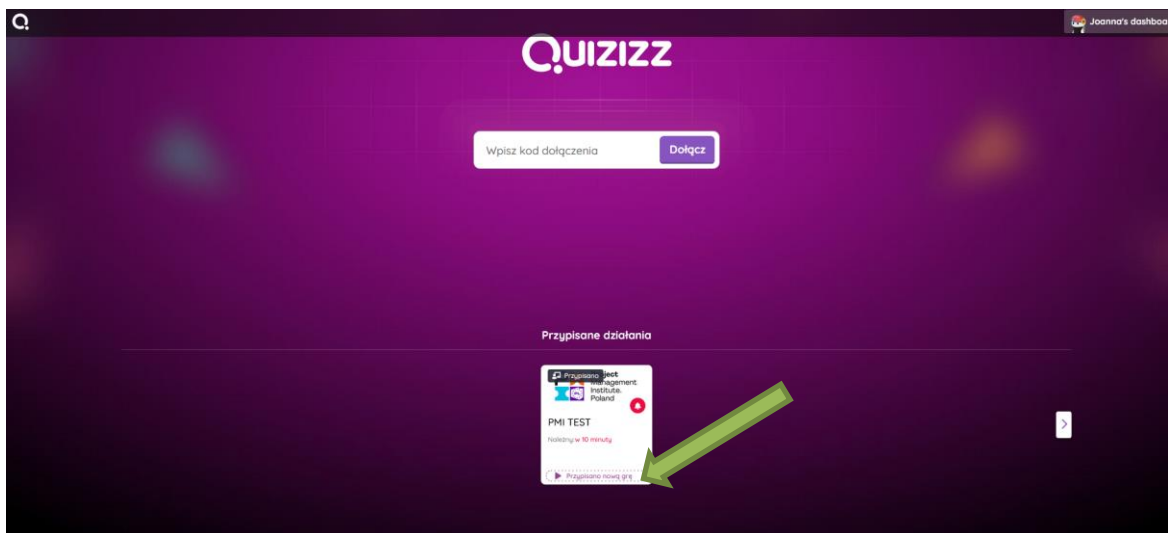 Joanna's dashboa
QUIZIZZ
Wpisz kod dołączenia
Dołącz
Przypisane działania
Przypisano
ject
Management
Institute.
Poland
PMI TEST
Należny w 10 minuty
Przypisano nową grę